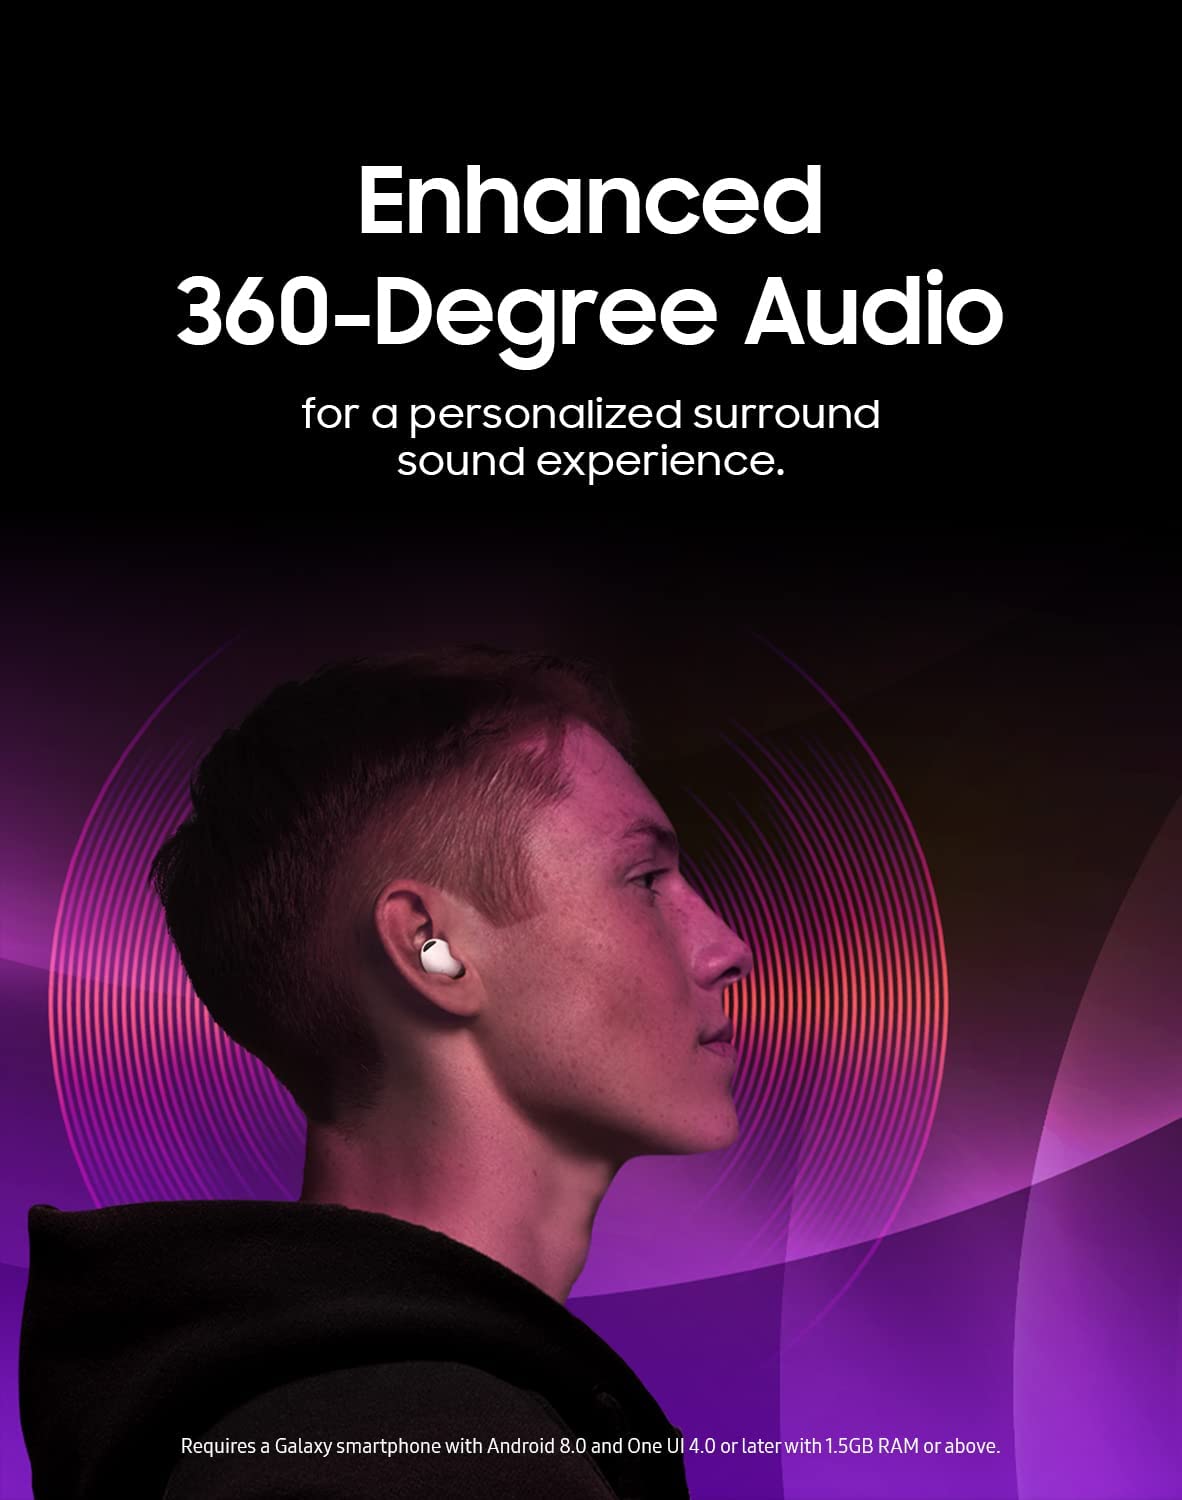 Enhanced
360-Degree Audio
for a personalized surround
sound experience.
Requires a Galaxy smartphone with Android 8.0 and One UI 4.0 or later with 1.5GB RAM or above.